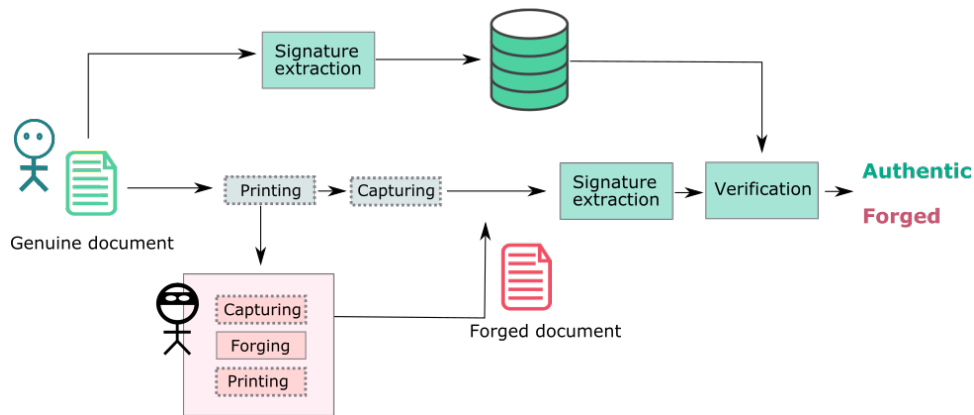 Signature
extraction
Printing
Capturing
Signature
extraction
Verification
Authentic
Forged
Genuine document
Capturing
Forging
Printing
Forged document